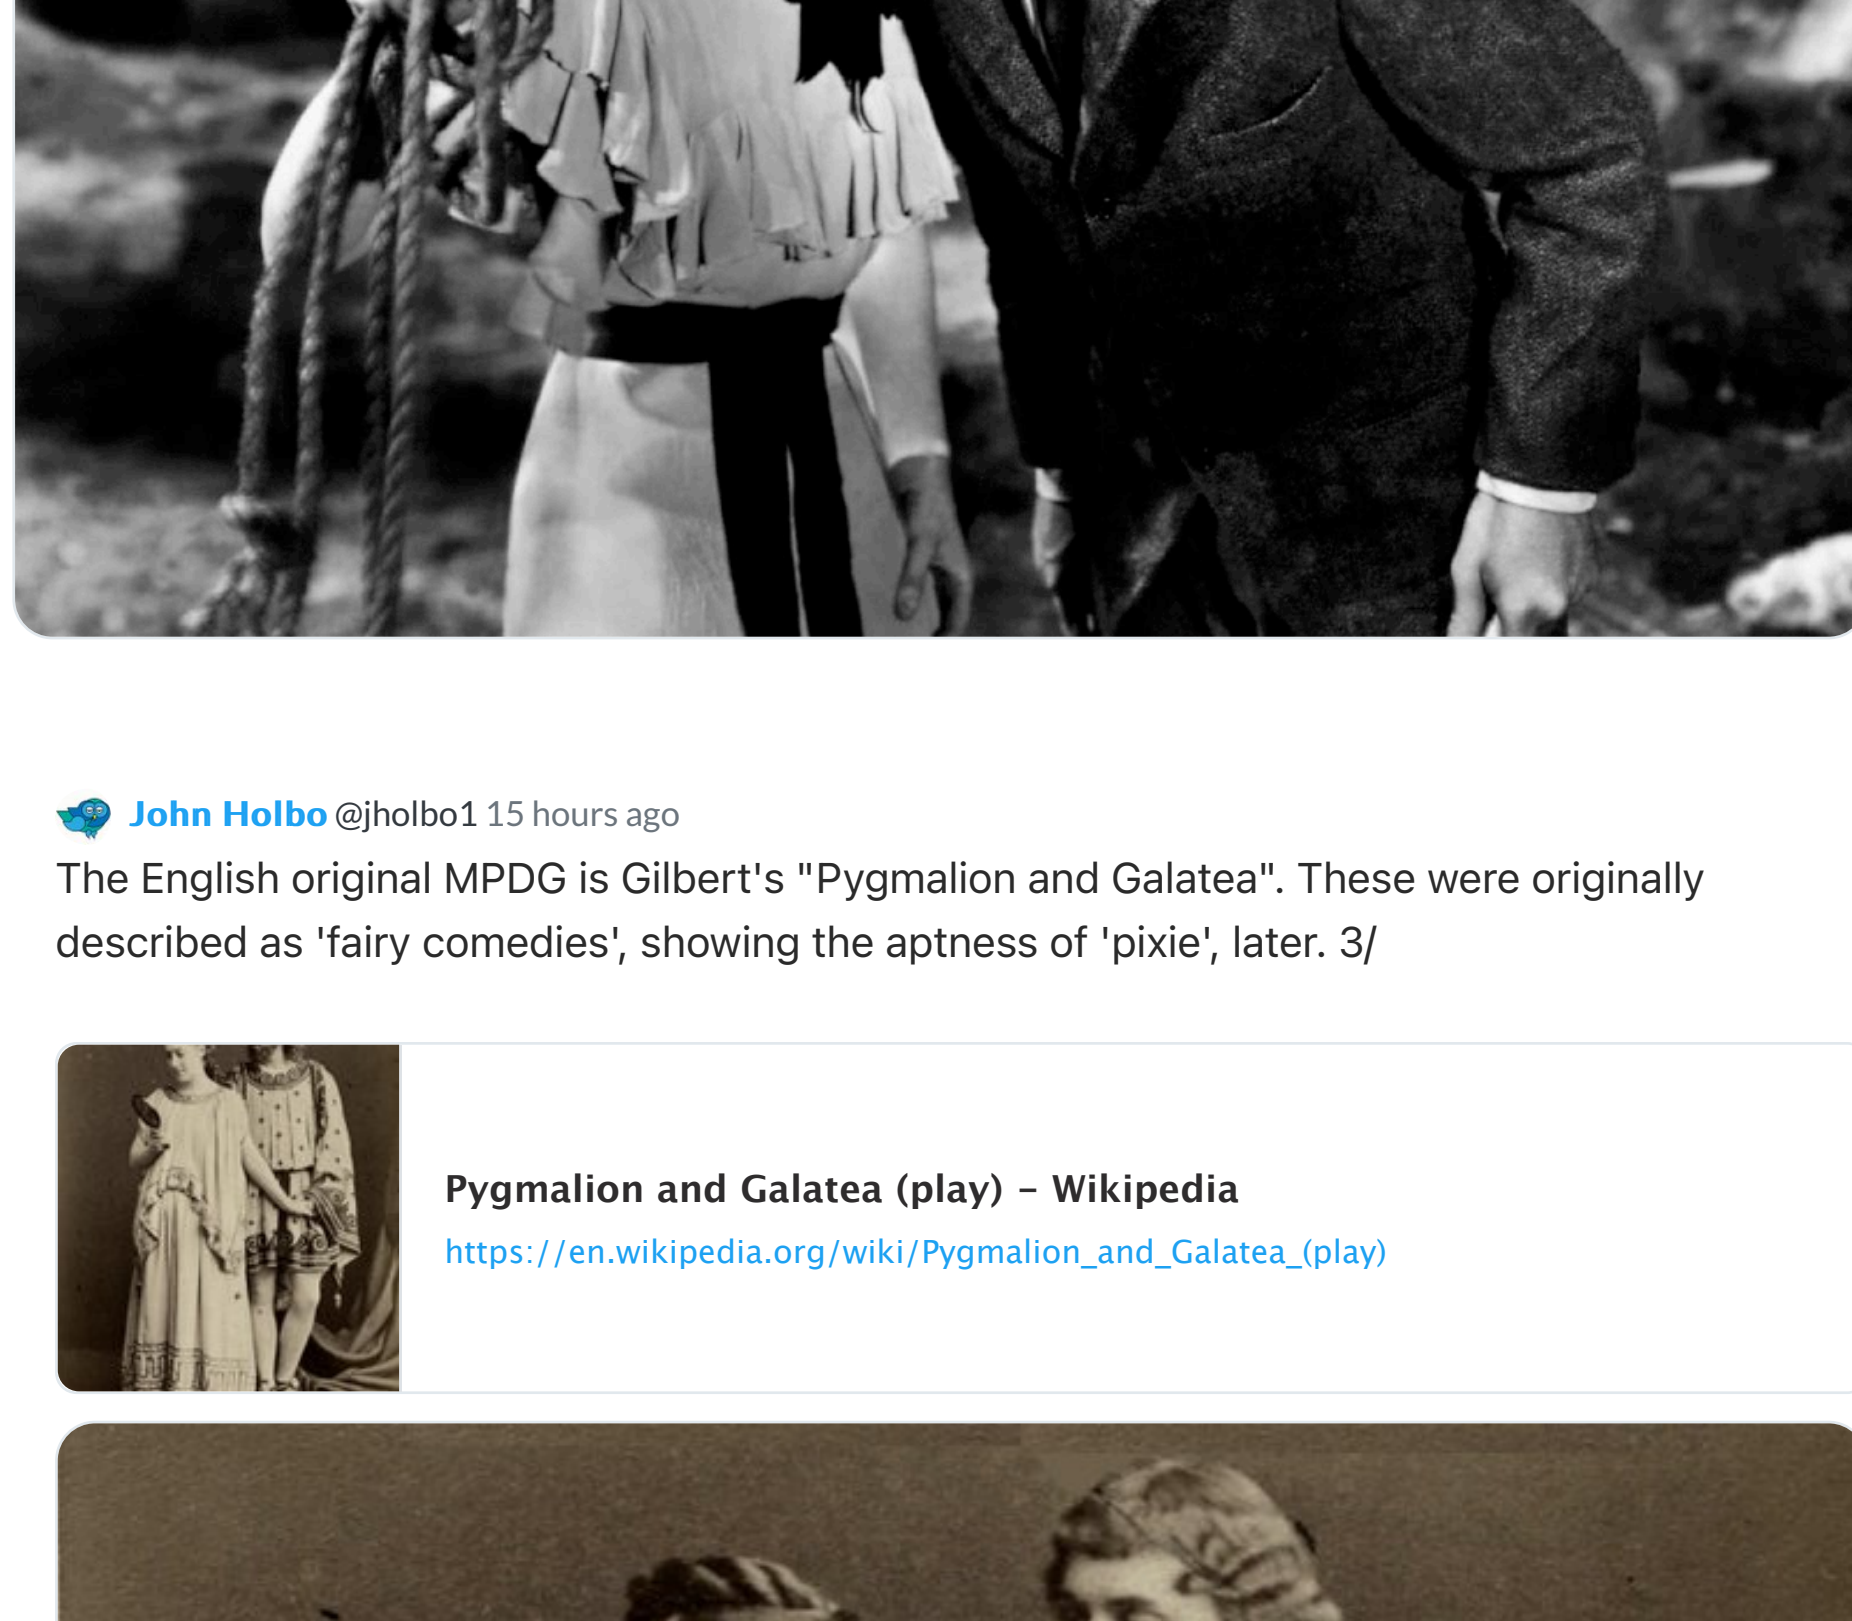 John Holbo @jholbo1 15 hours ago
The English original MPDG is Gilbert's "Pygmalion and Galatea". These were originally
described as 'fairy comedies', showing the aptness of 'pixie', later. 3/
Pygmalion and Galatea (play) – Wikipedia
https://en.wikipedia.org/wiki/Pygmalion_and_Galatea_(play)